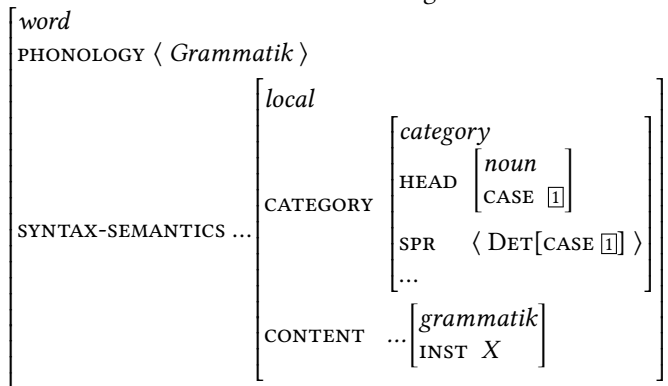 word
PHONOLOGY ⟨ Grammatik ⟩
local
category
HEAD noun
CASE 1
CATEGORY
SYNTAX-SEMANTICS ...
SPR ⟨ DET[CASE 1] ⟩
...
CONTENT ... grammatik
INST X